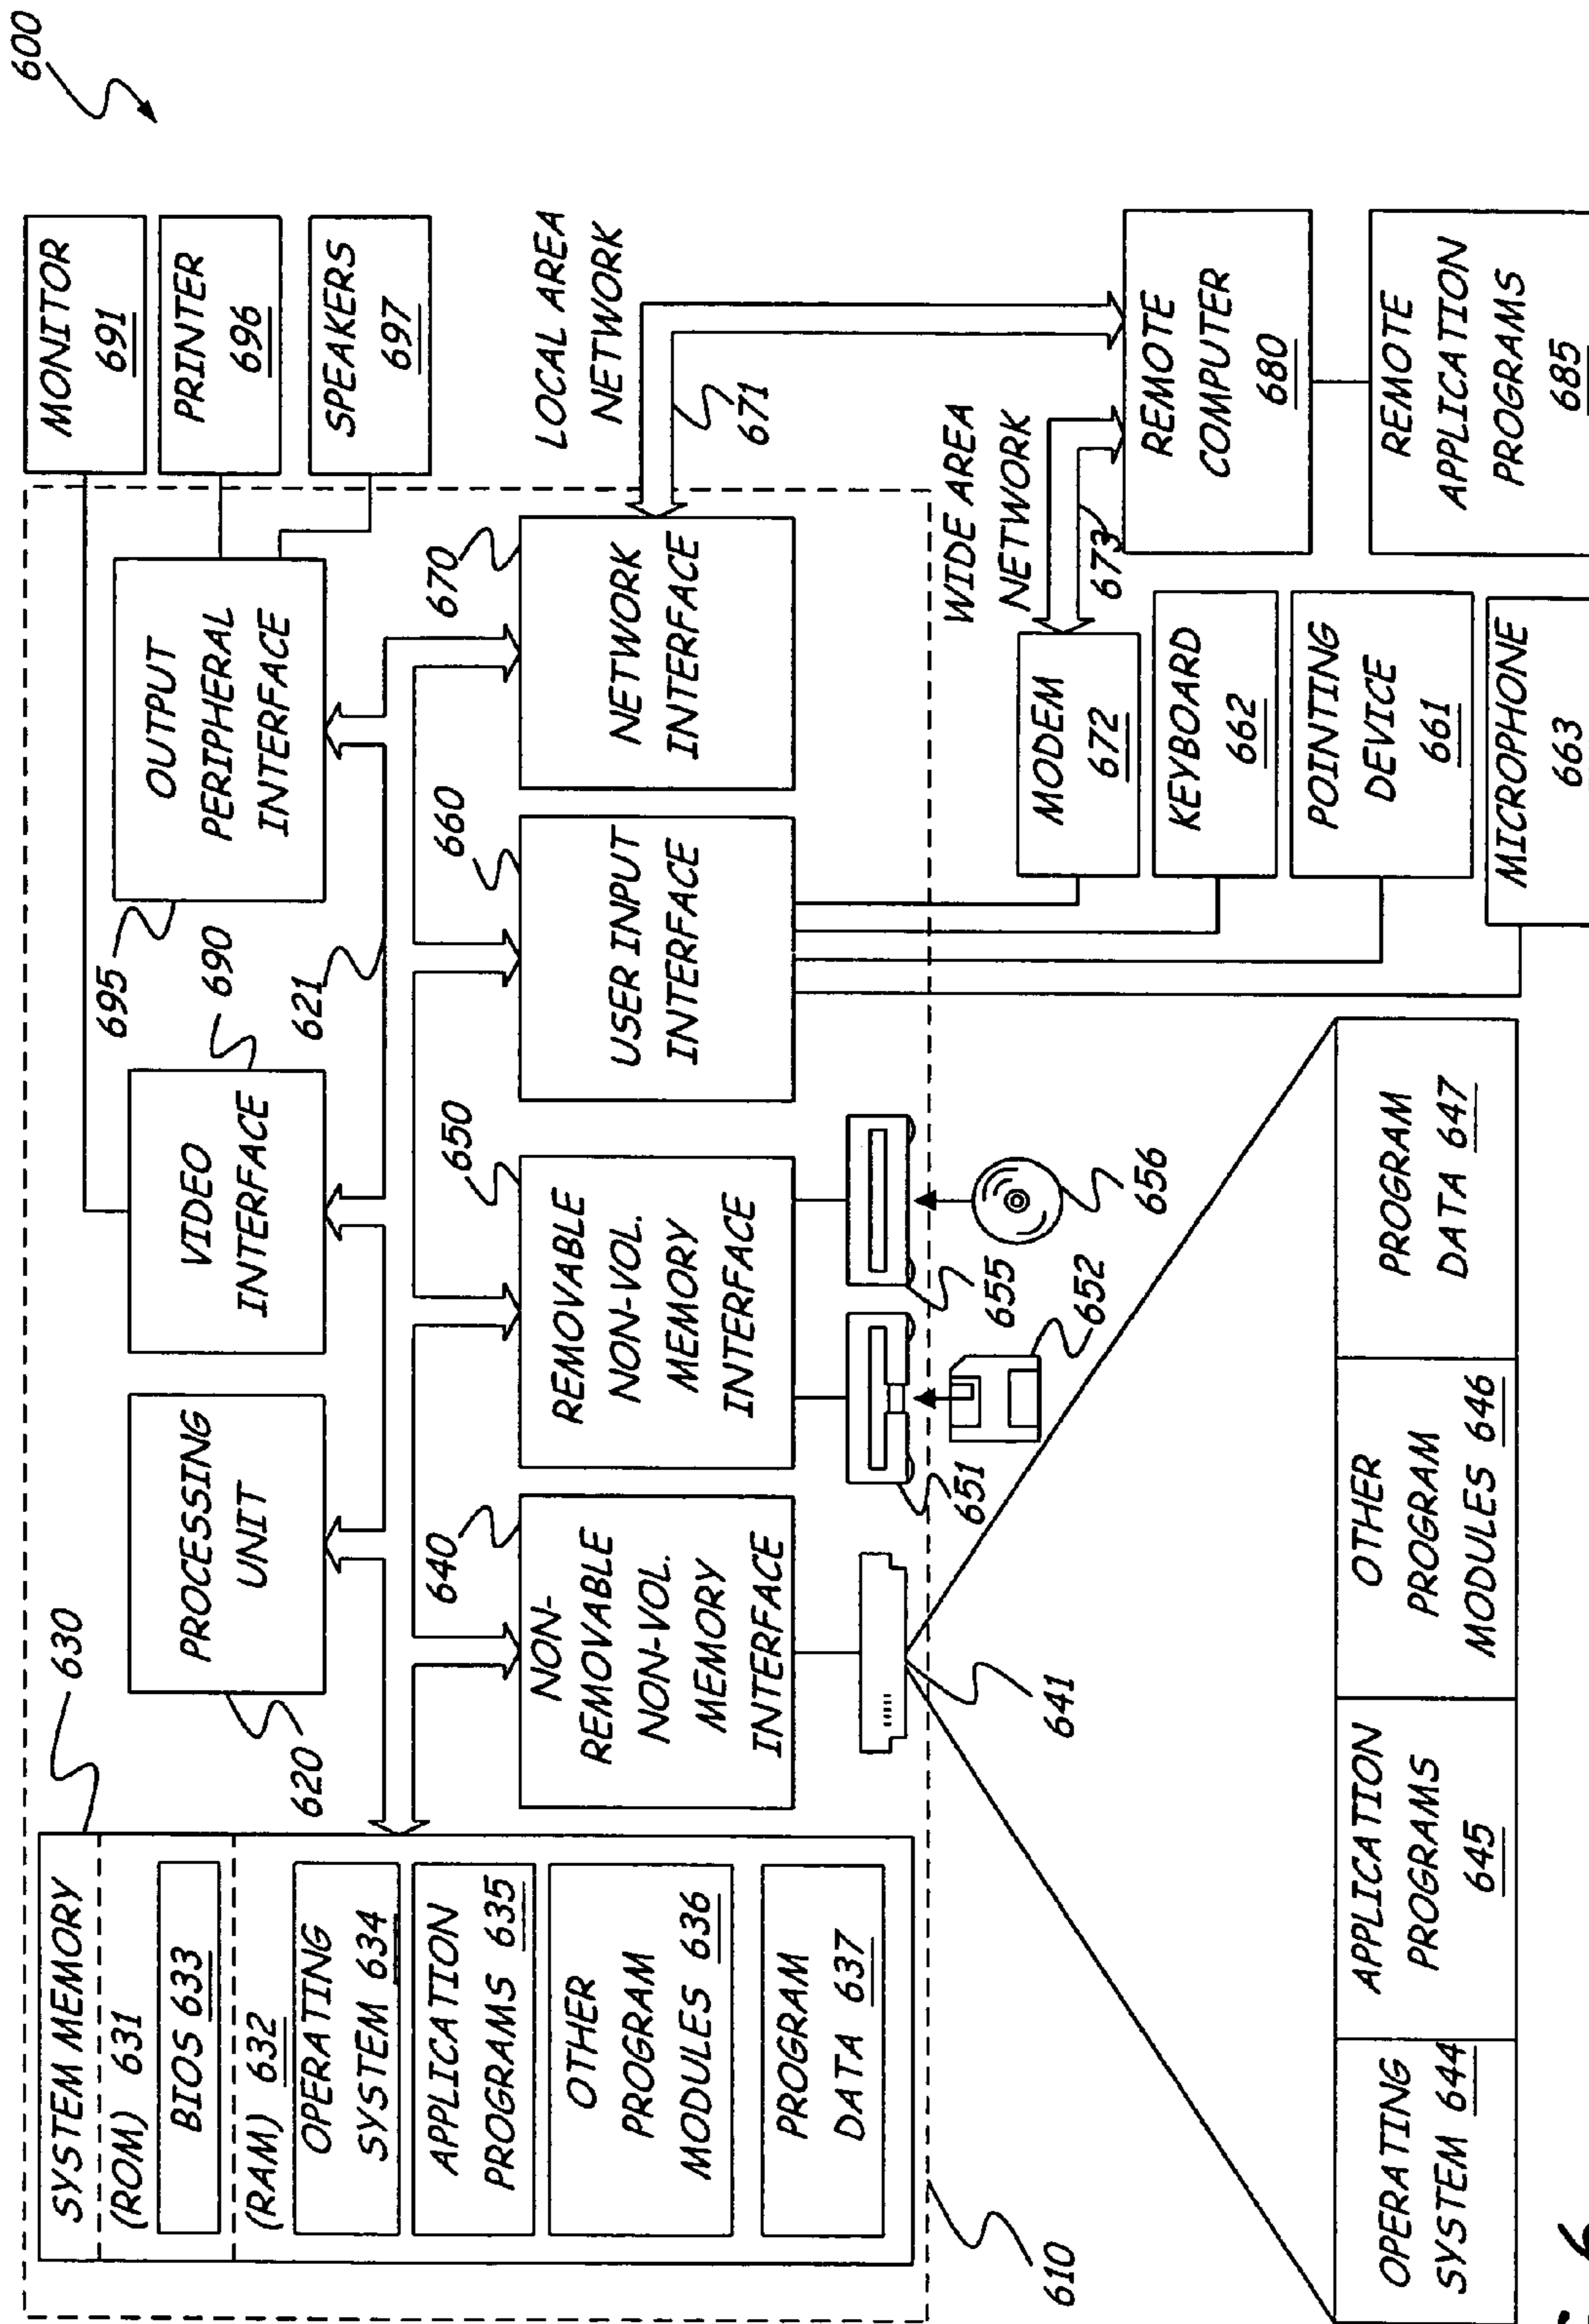 600
SYSTEM MEMORY
(ROM) 631
BIOS 633
(RAM) 632
OPERATING
SYSTEM 634
APPLICATION
PROGRAMS 635
OTHER
PROGRAM
MODULES 636
PROGRAM
DATA 637
630
620
PROCESSING
UNIT
VIDEO
INTERFACE
690
695
621
OUTPUT
PERIPHERAL
INTERFACE
MONITOR
691
PRINTER
696
SPEAKERS
697
640
NON-
REMOVABLE
NON-VOL.
MEMORY
INTERFACE
650
REMOVABLE
NON-VOL.
MEMORY
INTERFACE
660
USER INPUT
INTERFACE
670
NETWORK
INTERFACE
LOCAL AREA
NETWORK
671
610
641
651
652
655
656
WIDE AREA
NETWORK
673
MODEM
672
KEYBOARD
662
POINTING
DEVICE
661
MICROPHONE
663
REMOTE
COMPUTER
680
REMOTE
APPLICATION
PROGRAMS
685
OPERATING
SYSTEM 644
APPLICATION
PROGRAMS
645
OTHER
PROGRAM
MODULES 646
PROGRAM
DATA 647